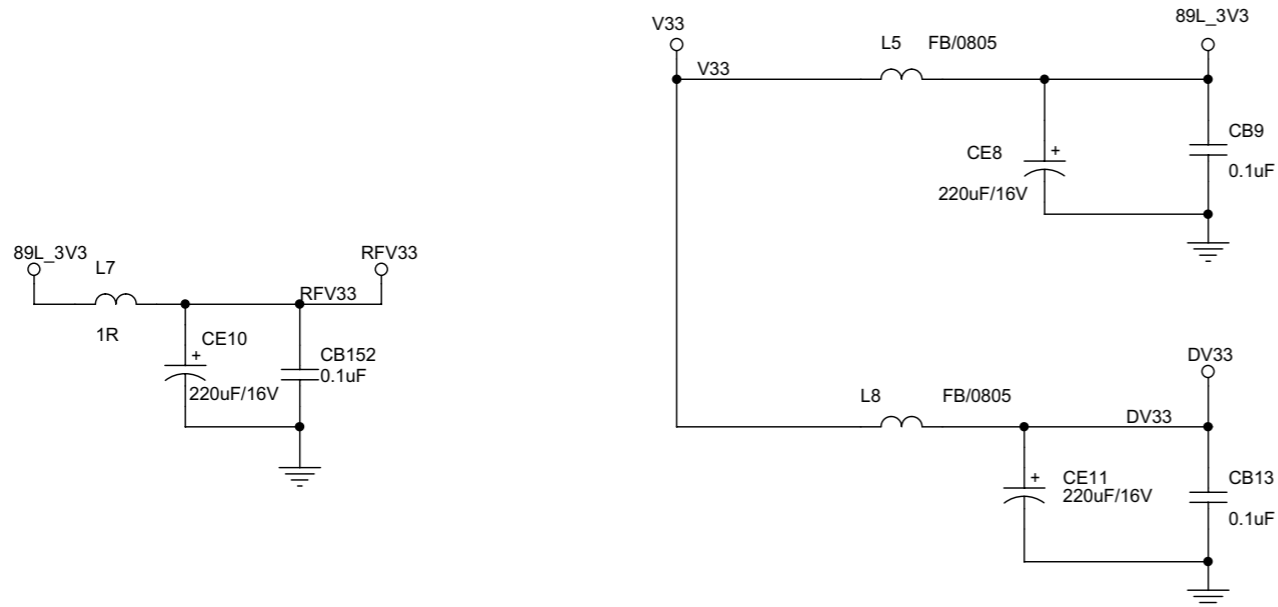 V33
89L_3V3
L5 FB/0805
V33
CB9
CE8 +
0.1uF
220uF/16V
89L_3V3
RFV33
L7
RFV33
1R
CE10
+
CB152
220uF/16V
0.1uF
DV33
L8 FB/0805
DV33
+ CE11
220uF/16V
CB13
0.1uF